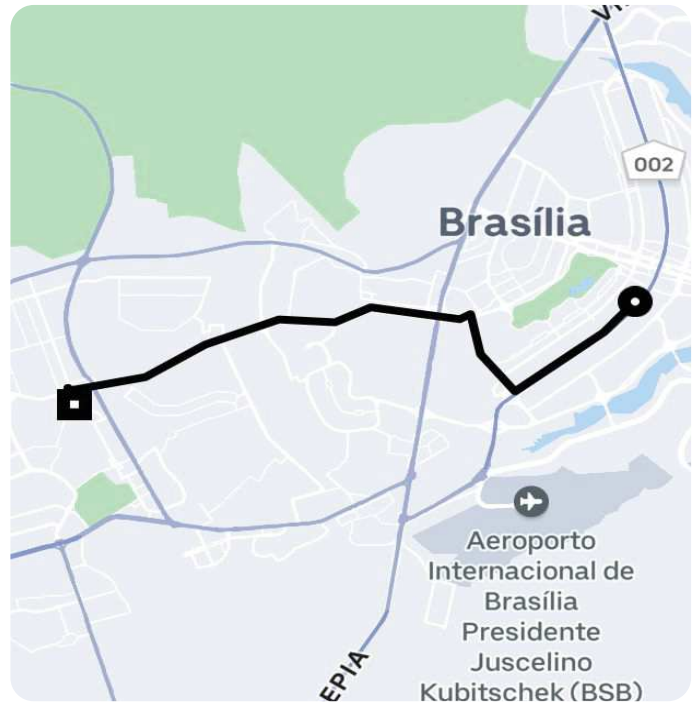 002
Brasília
Aeroporto
Internacional de
Brasília
Presidente
Juscelino
Kubitschek (BSB)
EPIA